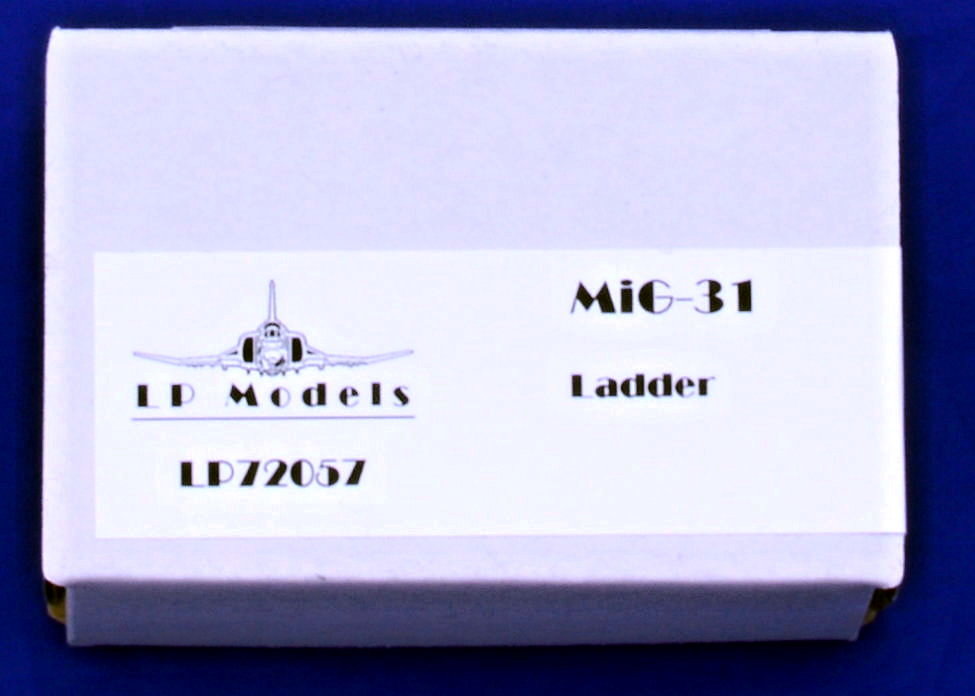 MiG-31
LP Models
Ladder
LP72057